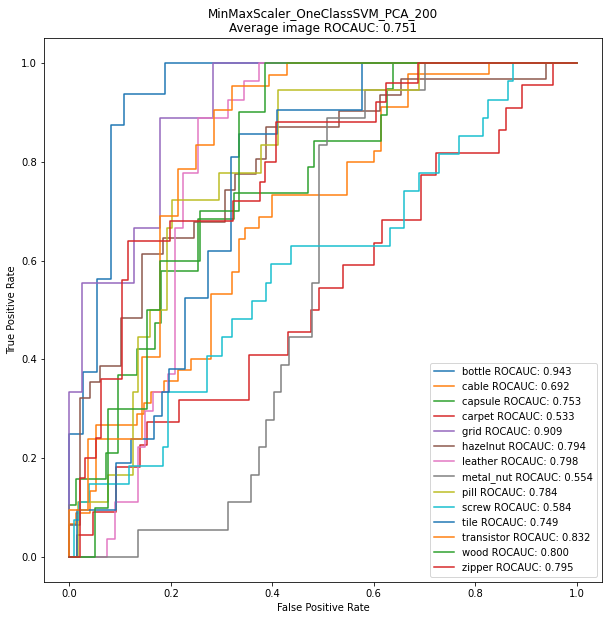 MinMaxScaler_OneClassSVM_PCA_200
Average image ROCAUC: 0.751
1.0
0.8
0.6
0.4
0.2
0.0
True Positive Rate
bottle ROCAUC: 0.943
cable ROCAUC: 0.692
capsule ROCAUC: 0.753
carpet ROCAUC: 0.533
grid ROCAUC: 0.909
hazelnut ROCAUC: 0.794
leather ROCAUC: 0.798
metal_nut ROCAUC: 0.554
pill ROCAUC: 0.784
screw ROCAUC: 0.584
tile ROCAUC: 0.749
transistor ROCAUC: 0.832
wood ROCAUC: 0.800
zipper ROCAUC: 0.795
0.0 0.2 0.4 0.6 0.8 1.0
False Positive Rate